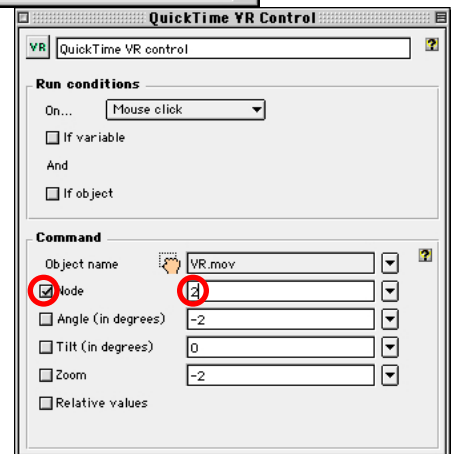 QuickTime VR Control
VR QuickTime VR control ?
Run conditions
On... Mouse click
If variable
And
If object
Command
Object name VR.mov ?
Node 2
Angle (in degrees) -2
Tilt (in degrees) 0
Zoom -2
Relative values